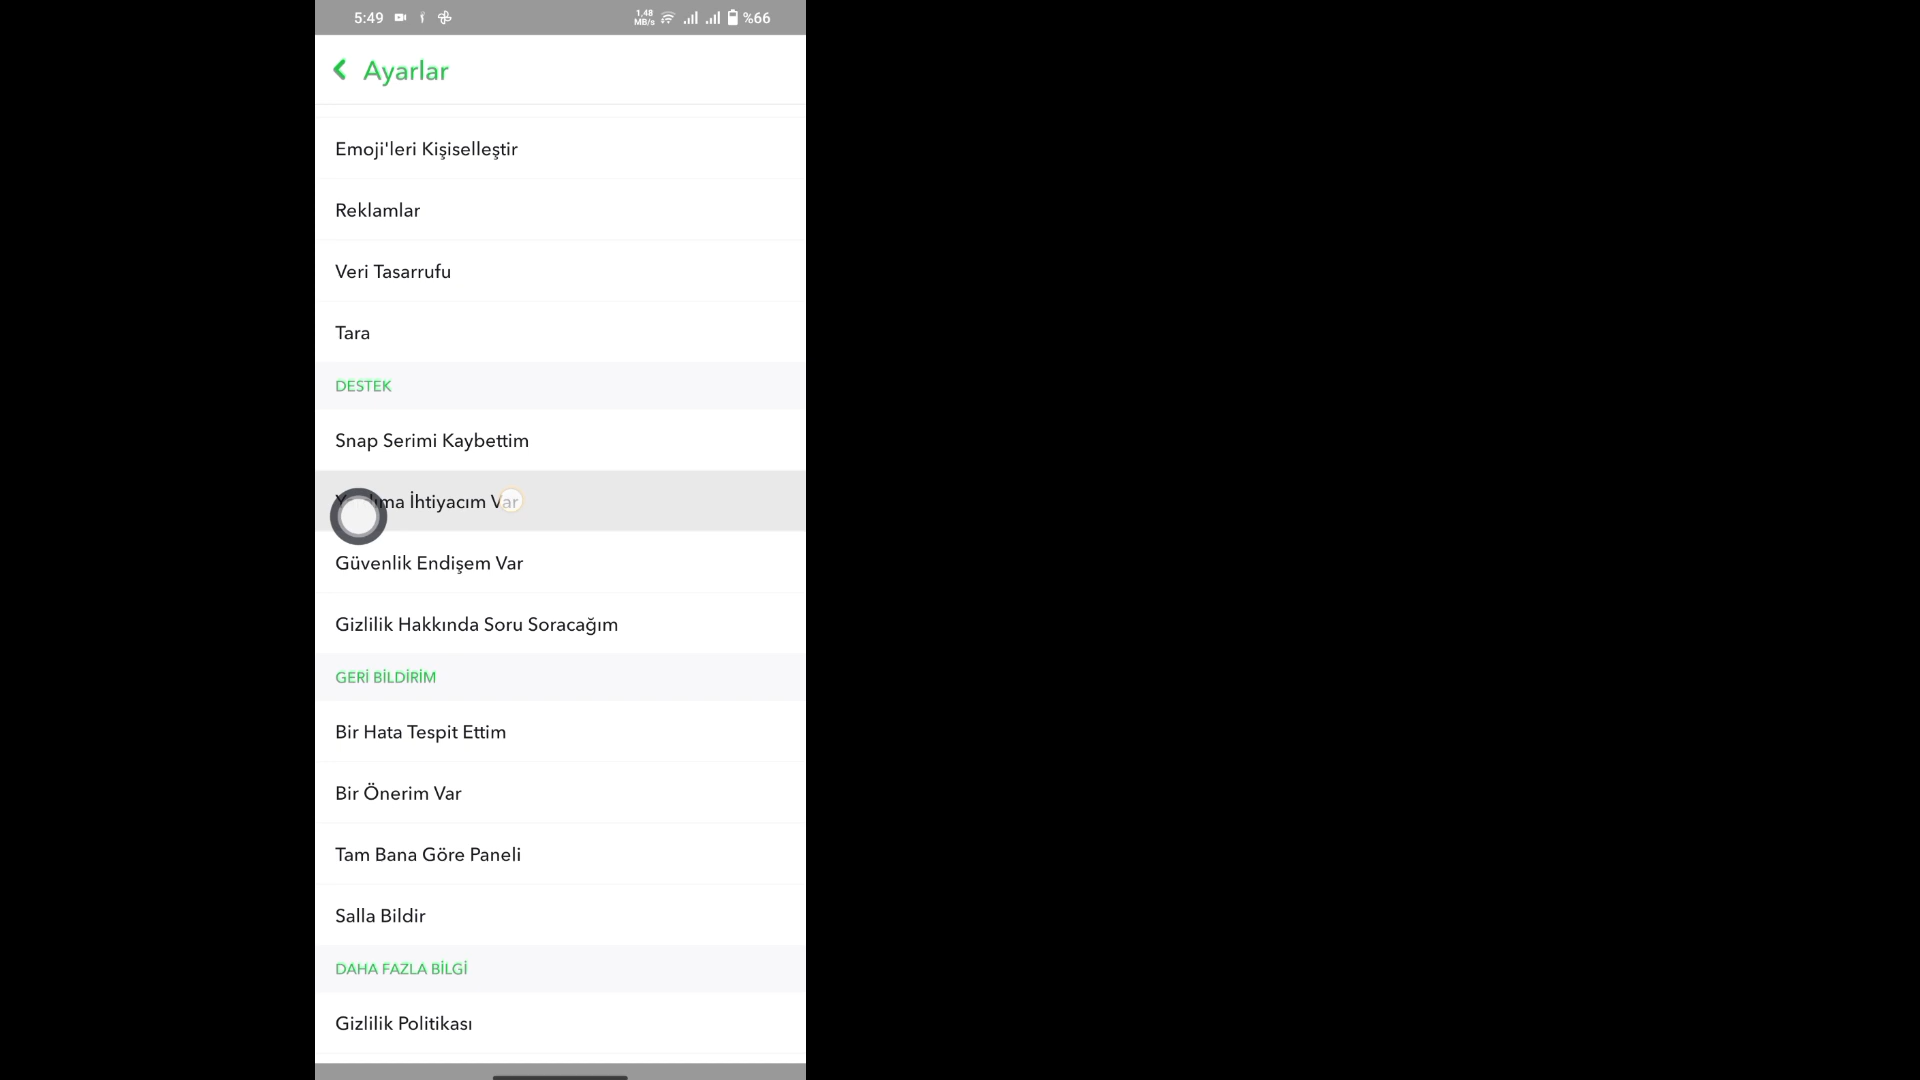 5:49 1,48 MB/s %66
Ayarlar
Emoji'leri Kişiselleştir
Reklamlar
Veri Tasarrufu
Tara
DESTEK
Snap Serimi Kaybettim
İhtiyacım Var
Güvenlik Endişem Var
Gizlilik Hakkında Soru Soracağım
GERİ BİLDİRİM
Bir Hata Tespit Ettim
Bir Önerim Var
Tam Bana Göre Paneli
Salla Bildir
DAHA FAZLA BİLGİ
Gizlilik Politikası